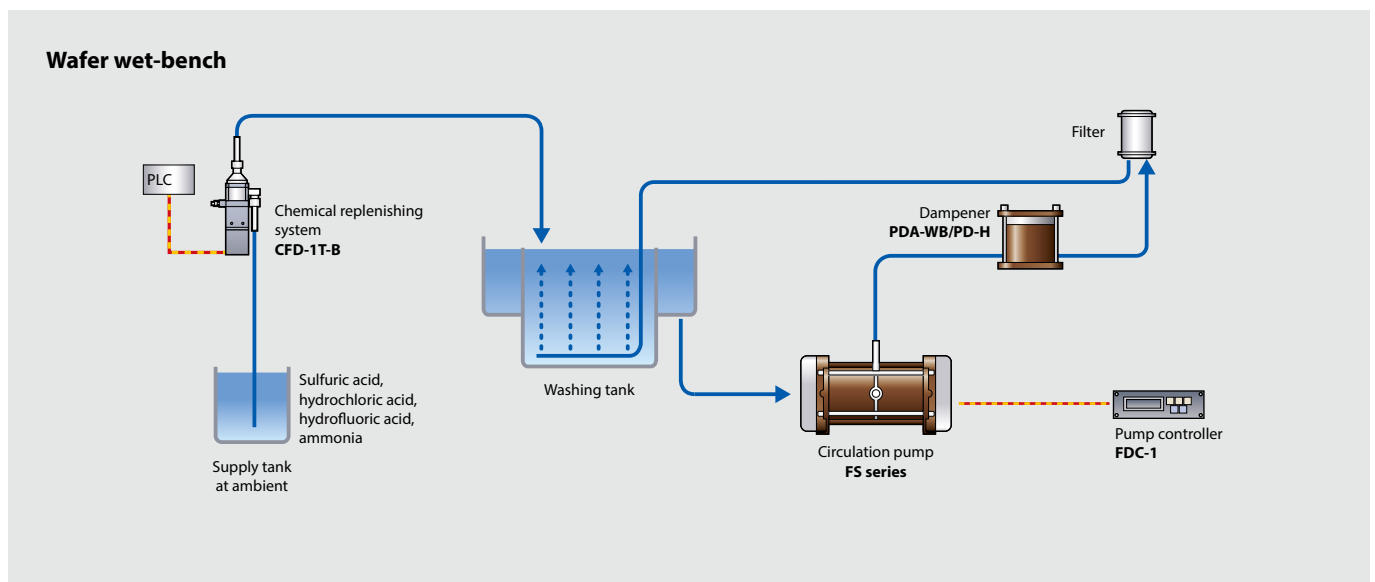 Wafer wet-bench
PLC
Chemical replenishing
system
CFD-1T-B
Sulfuric acid,
hydrochloric acid,
hydrofluoric acid,
ammonia
Supply tank
at ambient
Washing tank
Filter
Dampener
PDA-WB/PD-H
Circulation pump
FS series
Pump controller
FDC-1